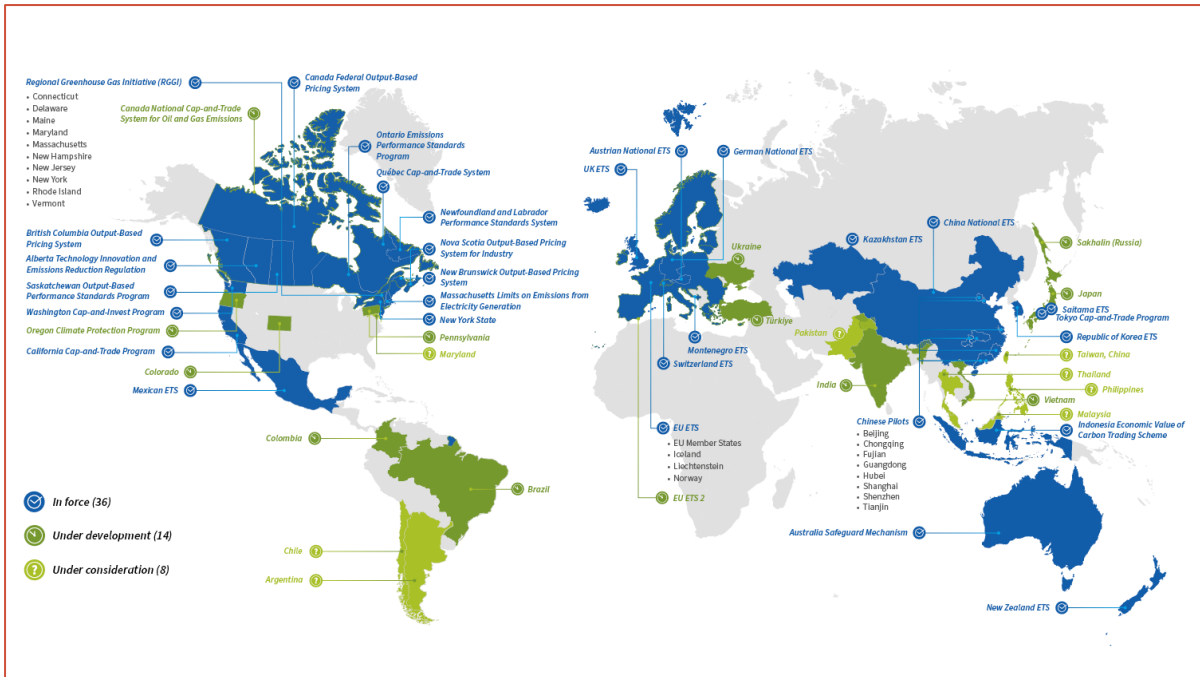 Regional Greenhouse Gas Initiative (RGGI)
• Connecticut
• Delaware
• Maine
• Maryland
• Massachusetts
• New Hampshire
• New Jersey
• New York
• Rhode Island
• Vermont
Canada Federal Output-Based
Pricing System
Canada National Cap-and-Trade
System for Oil and Gas Emissions
Ontario Emissions
Performance Standards
Program
Québec Cap-and-Trade System
Newfoundland and Labrador
Performance Standards System
Nova Scotia Output-Based Pricing
System for Industry
New Brunswick Output-Based Pricing
System
Massachusetts Limits on Emissions from
Electricity Generation
New York State
Pennsylvania
Maryland
British Columbia Output-Based
Pricing System
Alberta Technology Innovation and
Emissions Reduction Regulation
Saskatchewan Output-Based
Performance Standards Program
Washington Cap-and-Invest Program
Oregon Climate Protection Program
California Cap-and-Trade Program
Colorado
Mexican ETS
Colombia
Brazil
Chile
Argentina
In force (36)
Under development (14)
Under consideration (8)
Austrian National ETS
German National ETS
UK ETS
Ukraine
Türkiye
Montenegro ETS
Switzerland ETS
EU ETS
• EU Member States
• Iceland
• Liechtenstein
• Norway
EU ETS 2
Kazakhstan ETS
China National ETS
Sakhalin (Russia)
Japan
Saitama ETS
Tokyo Cap-and-Trade Program
Republic of Korea ETS
Taiwan, China
Thailand
Philippines
Vietnam
Malaysia
Indonesia Economic Value of
Carbon Trading Scheme
Pakistan
India
Chinese Pilots
• Beijing
• Chongqing
• Fujian
• Guangdong
• Hubei
• Shanghai
• Shenzhen
• Tianjin
Australia Safeguard Mechanism
New Zealand ETS